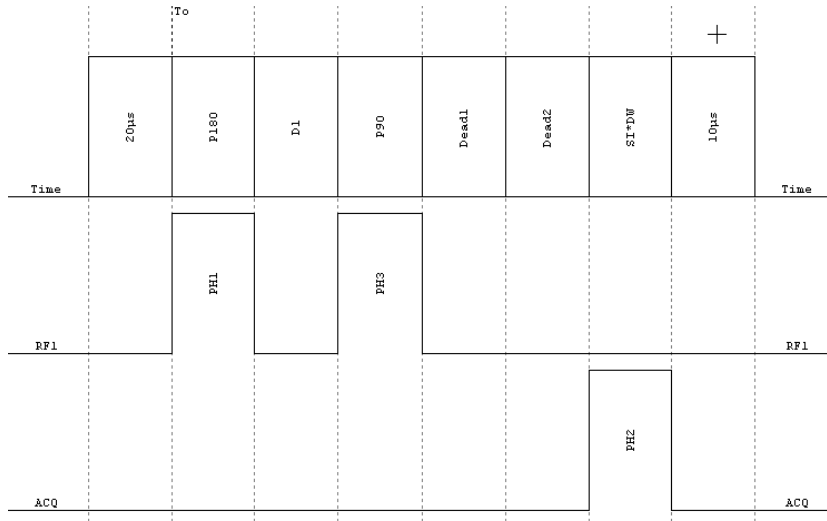 To
20µs
P180
D1
P90
Dead1
Dead2
SI*DW
10µs
Time
Time
PH1
PH3
RF1
RF1
PH2
ACQ
ACQ